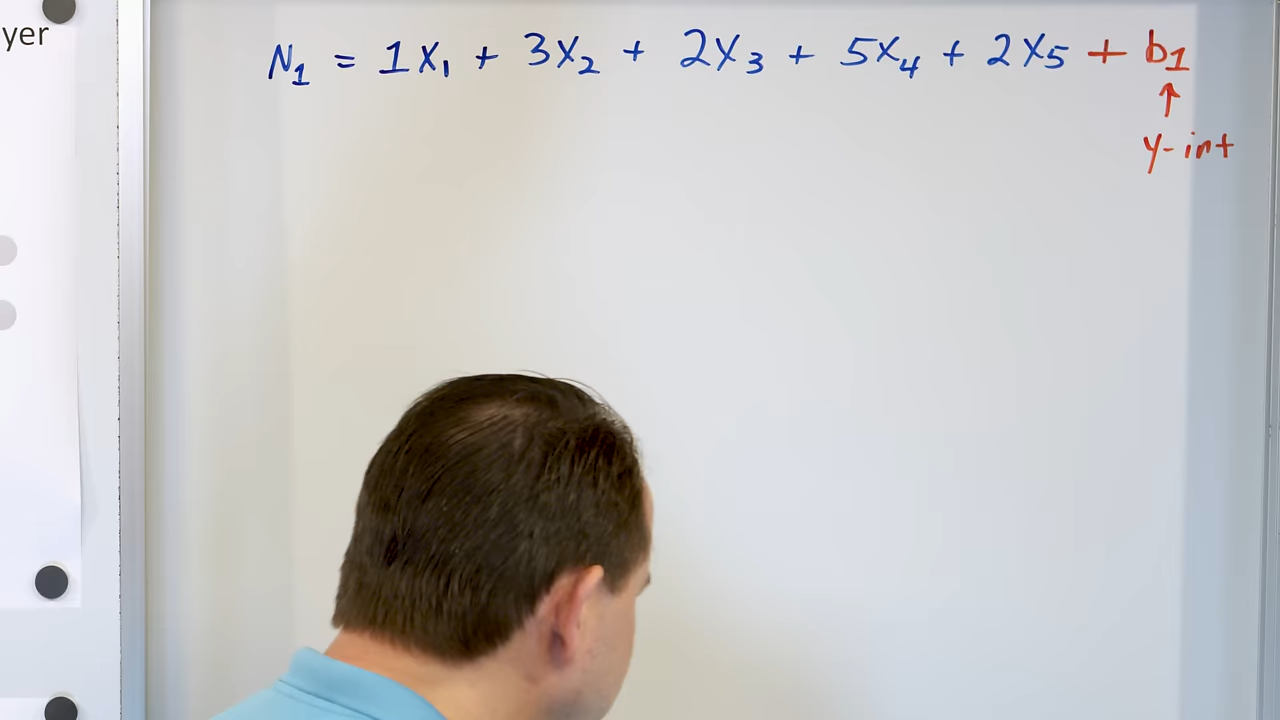 yer
N₁ = 1x₁ + 3x₂ + 2x₃ + 5x₄ + 2x₅ + b₁
↑
y-int